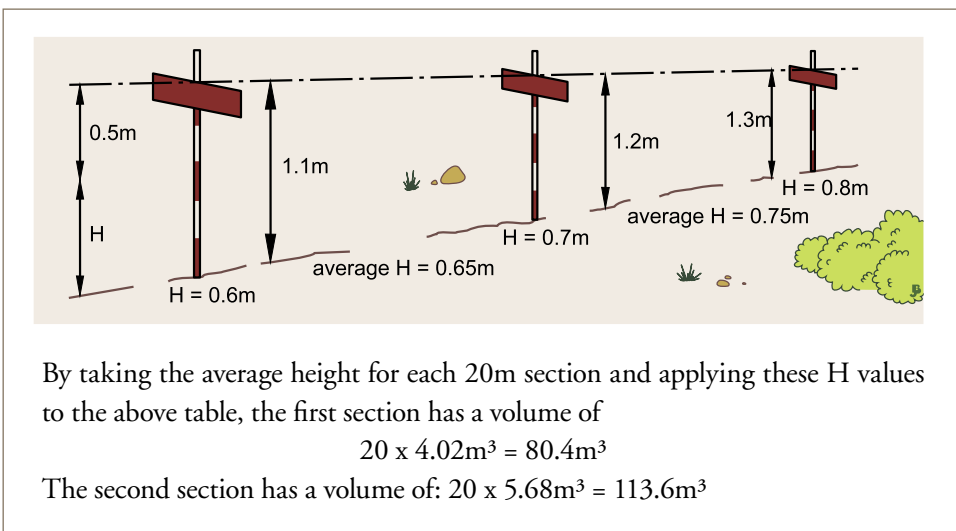 0.5m
1.1m
1.2m
1.3m
H
H = 0.8m
average H = 0.75m
H = 0.7m
average H = 0.65m
H = 0.6m
By taking the average height for each 20m section and applying these H values
to the above table, the first section has a volume of
20 x 4.02m³ = 80.4m³
The second section has a volume of: 20 x 5.68m³ = 113.6m³